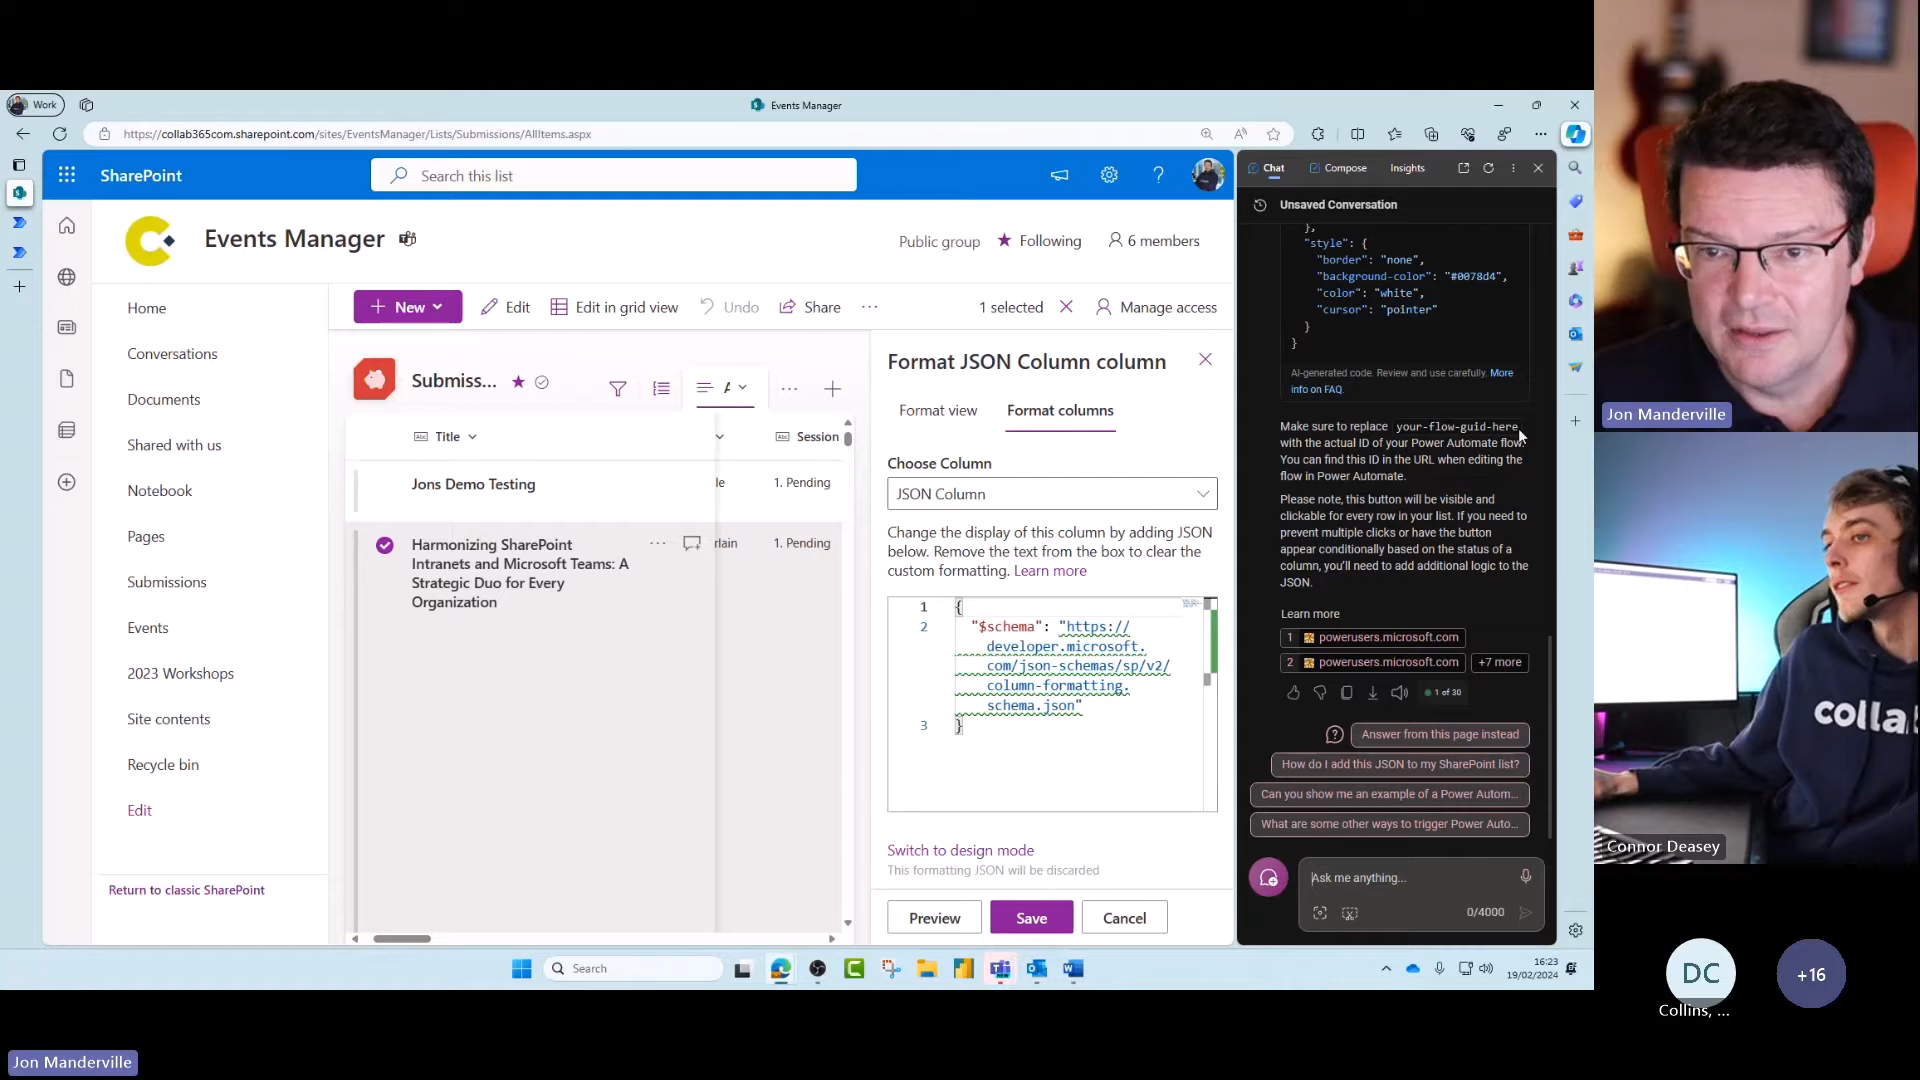 Work
Events Manager
https://collab365com.sharepoint.com/sites/EventsManager/Lists/Submissions/AllItems.aspx
SharePoint
Search this list
Events Manager
Public group
Following
6 members
Home
Conversations
Documents
Shared with us
Notebook
Pages
Submissions
Events
2023 Workshops
Site contents
Recycle bin
Edit
Return to classic SharePoint
New
Edit
Edit in grid view
Undo
Share
1 selected
Manage access
Submiss...
Title
Session
Jons Demo Testing
le
1. Pending
Harmonizing SharePoint
Intranets and Microsoft Teams: A
Strategic Duo for Every
Organization
rlain
1. Pending
Format JSON Column column
Format view
Format columns
Choose Column
JSON Column
Change the display of this column by adding JSON
below. Remove the text from the box to clear the
custom formatting. Learn more
1 {
2 "$schema": "https://
developer.microsoft.
com/json-schemas/sp/v2/
column-formatting.
schema.json"
3 }
Switch to design mode
This formatting JSON will be discarded
Preview
Save
Cancel
Chat
Compose
Insights
Unsaved Conversation
},
"style": {
"border": "none",
"background-color": "#0078d4",
"color": "white",
"cursor": "pointer"
}
}
AI-generated code. Review and use carefully. More
info on FAQ.
Make sure to replace your-flow-guid-here
with the actual ID of your Power Automate flow.
You can find this ID in the URL when editing the
flow in Power Automate.
Please note, this button will be visible and
clickable for every row in your list. If you need to
prevent multiple clicks or have the button
appear conditionally based on the status of a
column, you'll need to add additional logic to the
JSON.
Learn more
1 powerusers.microsoft.com
2 powerusers.microsoft.com
+7 more
1 of 30
Answer from this page instead
How do I add this JSON to my SharePoint list?
Can you show me an example of a Power Autom...
What are some other ways to trigger Power Auto...
Ask me anything...
0/4000
Search
16:23
19/02/2024
Jon Manderville
colla
Connor Deasey
DC
Collins, ...
+16
Jon Manderville